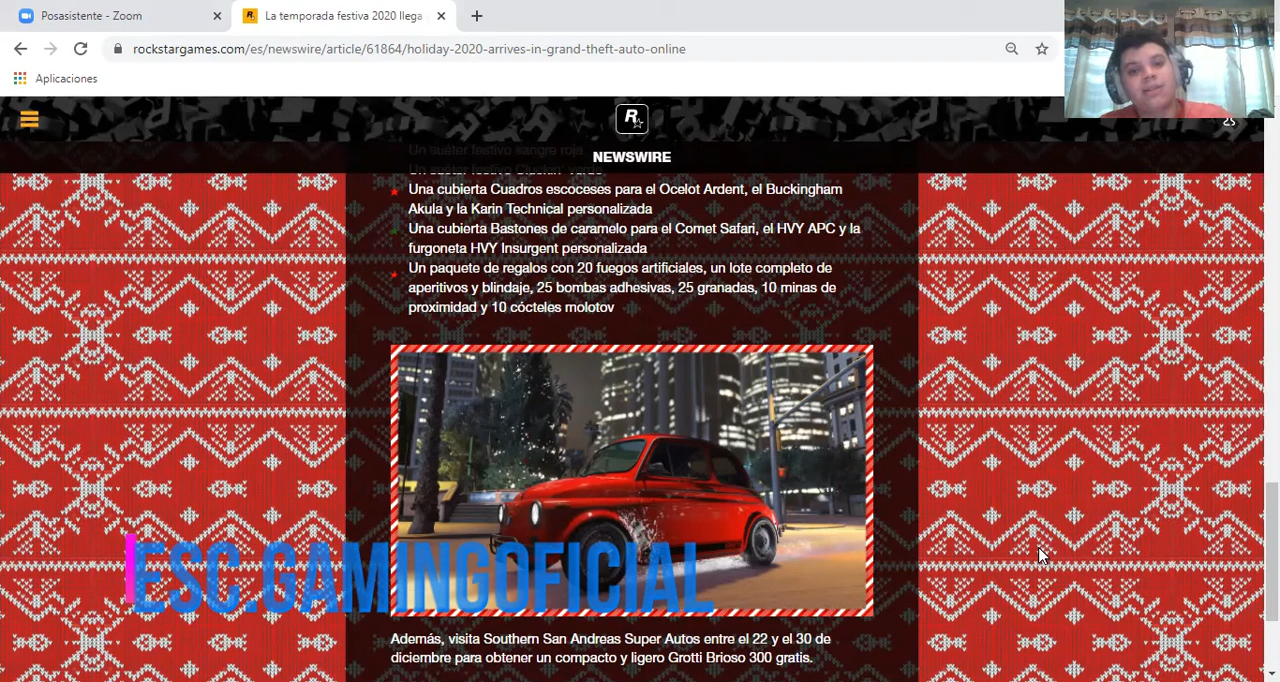 Posasistente - Zoom
La temporada festiva 2020 llega
rockstargames.com/es/newswire/article/61864/holiday-2020-arrives-in-grand-theft-auto-online
Aplicaciones
R
NEWSWIRE
Un suéter festivo sangre roja
Una cubierta Cuadros escoceses para el Ocelot Ardent, el Buckingham
Akula y la Karin Technical personalizada
Una cubierta Bastones de caramelo para el Comet Safari, el HVY APC y la
furgoneta HVY Insurgent personalizada
Un paquete de regalos con 20 fuegos artificiales, un lote completo de
aperitivos y blindaje, 25 bombas adhesivas, 25 granadas, 10 minas de
proximidad y 10 cócteles molotov
ESC.GAMINGOFICIAL
Además, visita Southern San Andreas Super Autos entre el 22 y el 30 de
diciembre para obtener un compacto y ligero Grotti Brioso 300 gratis.